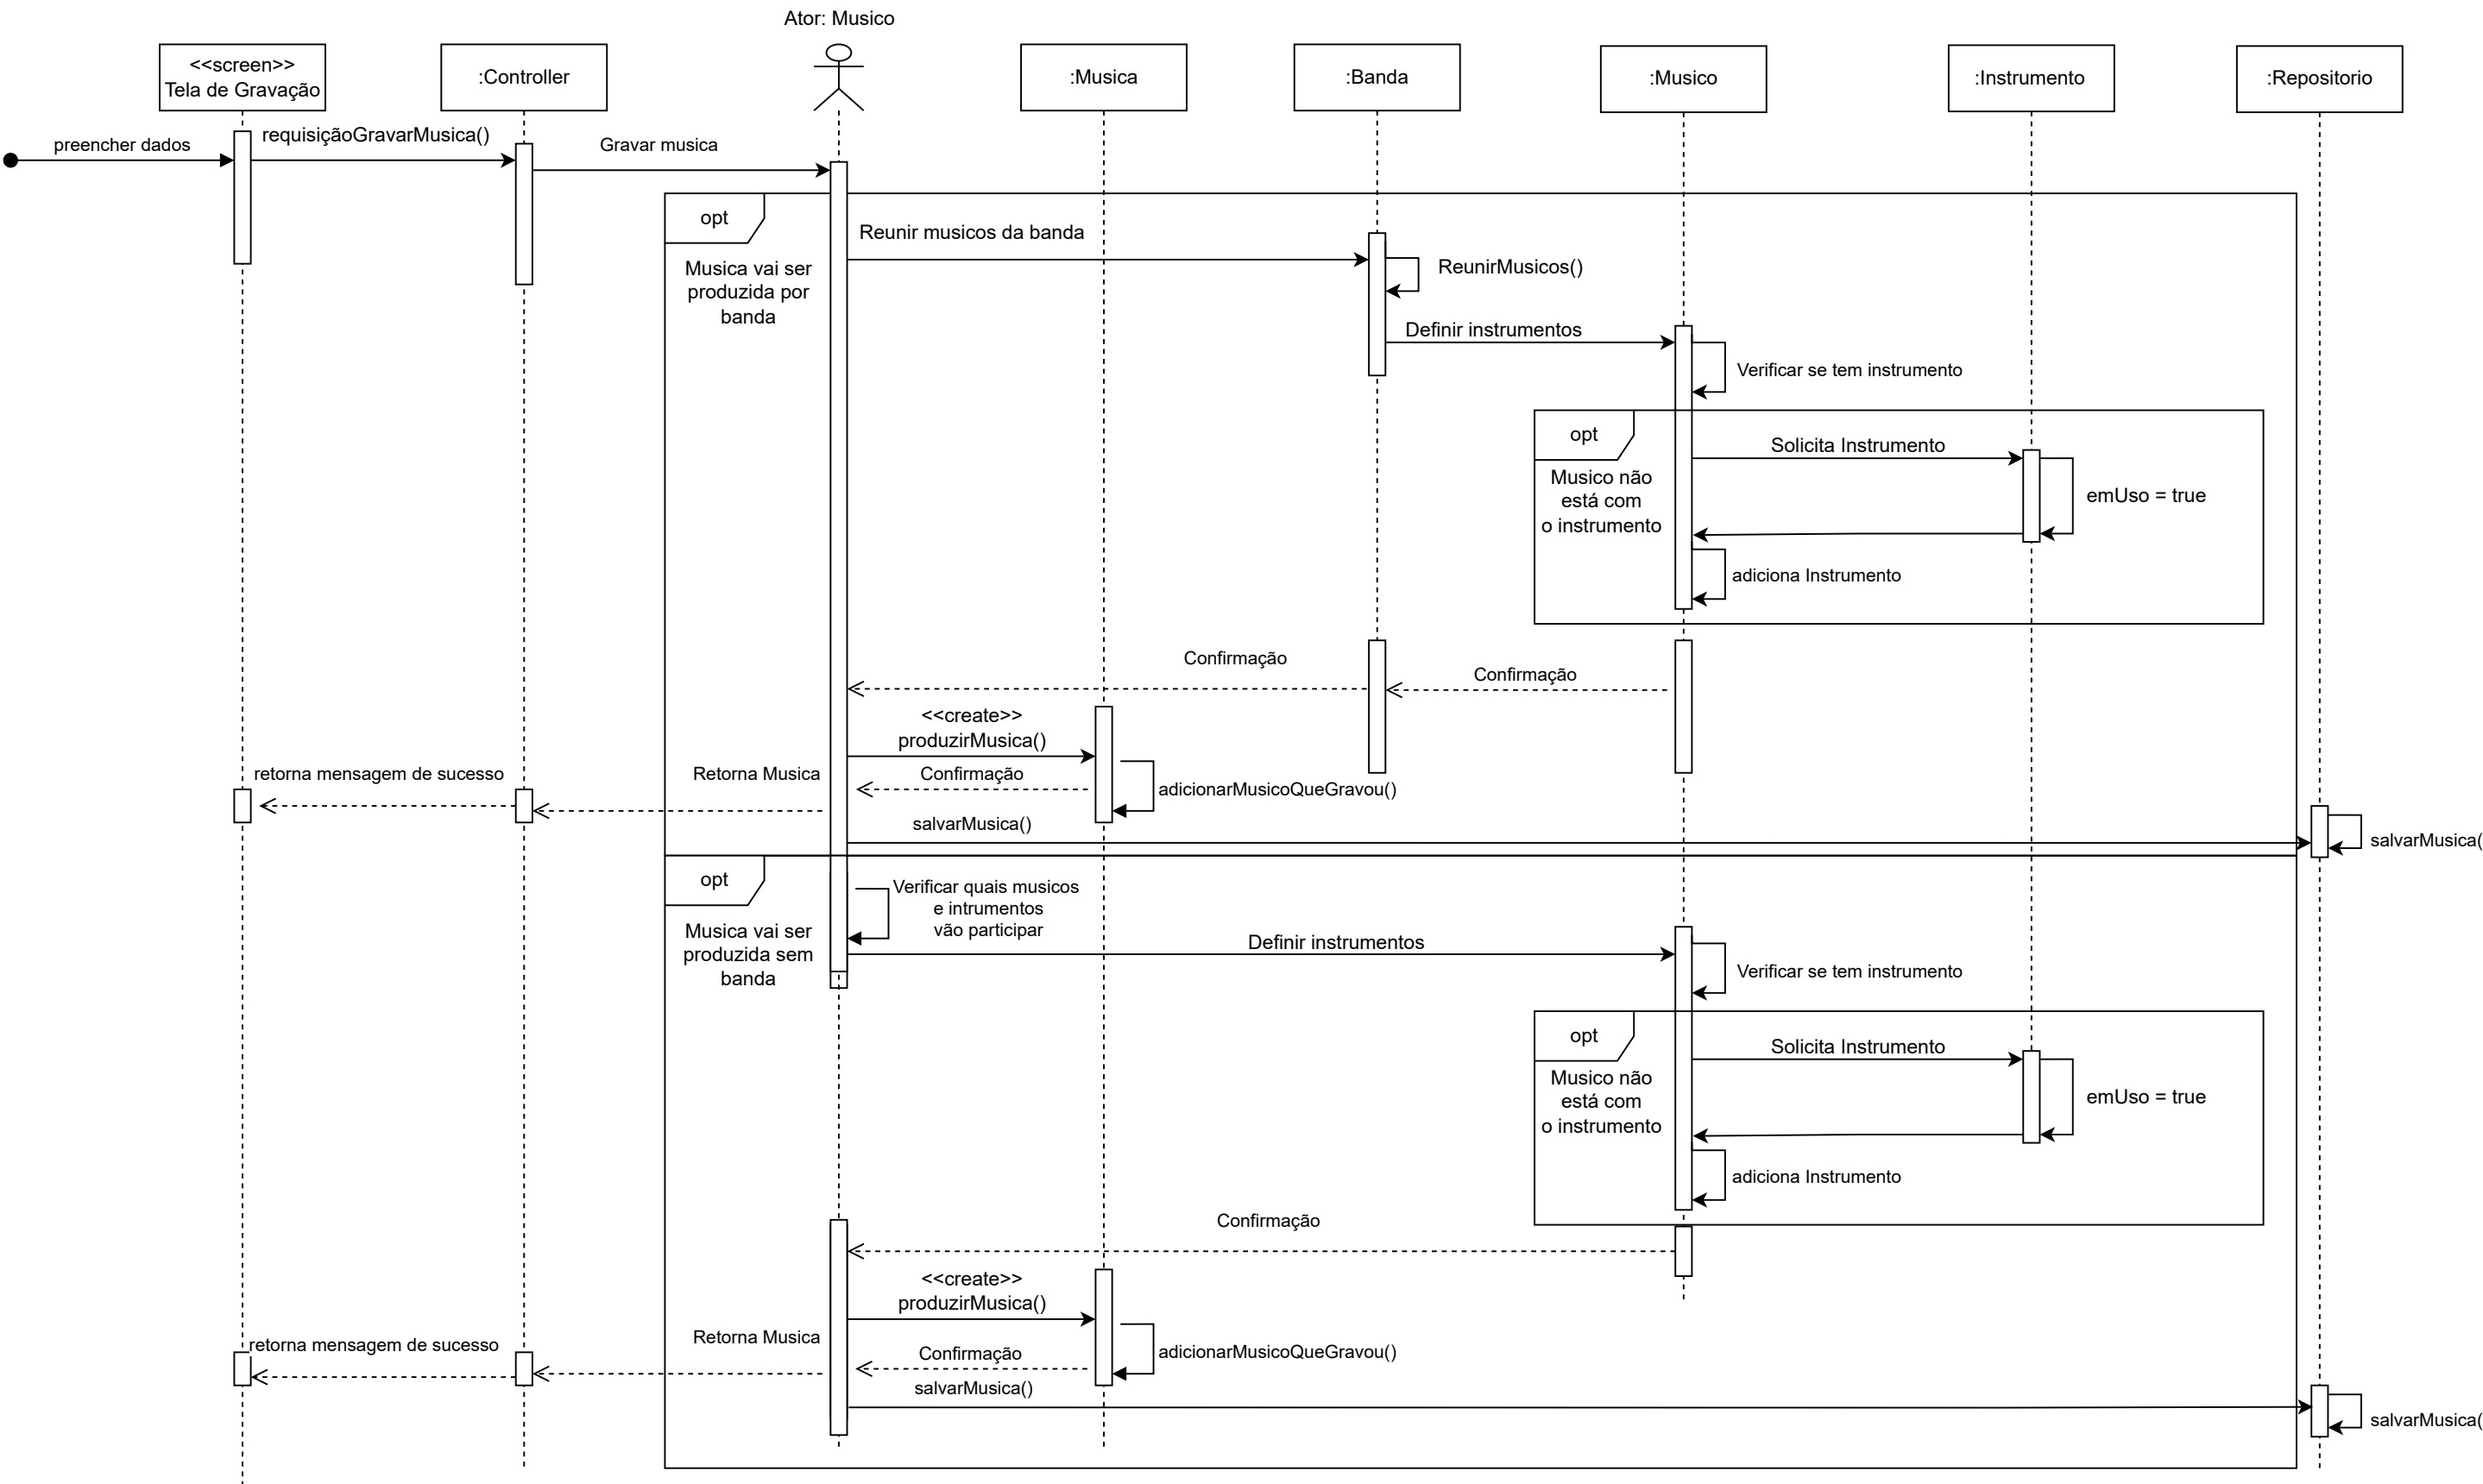 Ator: Musico
<<screen>>
Tela de Gravação
:Controller
:Musica
:Banda
:Musico
:Instrumento
:Repositorio
preencher dados
requisiçãoGravarMusica()
Gravar musica
opt
Musica vai ser
produzida por
banda
Reunir musicos da banda
ReunirMusicos()
Definir instrumentos
Verificar se tem instrumento
opt
Musico não
está com
o instrumento
Solicita Instrumento
emUso = true
adiciona Instrumento
Confirmação
Confirmação
<<create>>
produzirMusica()
Confirmação
adicionarMusicoQueGravou()
Retorna Musica
retorna mensagem de sucesso
salvarMusica()
salvarMusica(
opt
Musica vai ser
produzida sem
banda
Verificar quais musicos
e intrumentos
vão participar
Definir instrumentos
Verificar se tem instrumento
opt
Musico não
está com
o instrumento
Solicita Instrumento
emUso = true
adiciona Instrumento
Confirmação
<<create>>
produzirMusica()
Retorna Musica
retorna mensagem de sucesso
Confirmação
adicionarMusicoQueGravou()
salvarMusica()
salvarMusica(